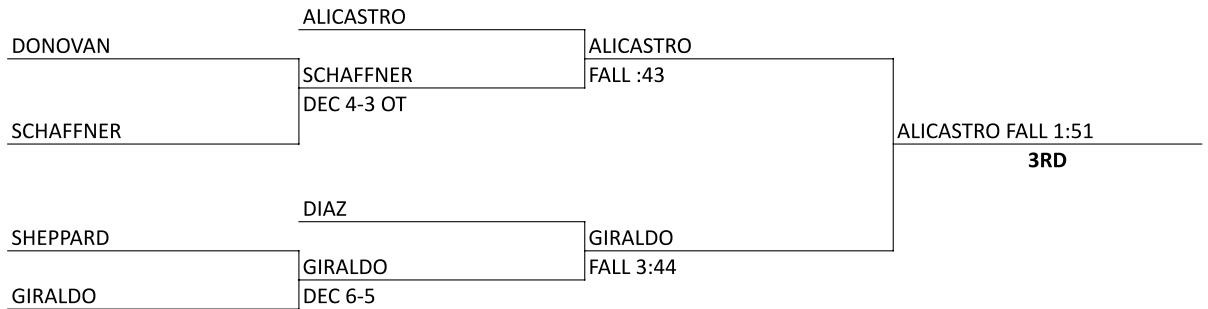 ALICASTRO
DONOVAN
ALICASTRO
SCHAFFNER
FALL :43
DEC 4-3 OT
SCHAFFNER
ALICASTRO FALL 1:51
3RD
DIAZ
SHEPPARD
GIRALDO
GIRALDO
FALL 3:44
GIRALDO
DEC 6-5